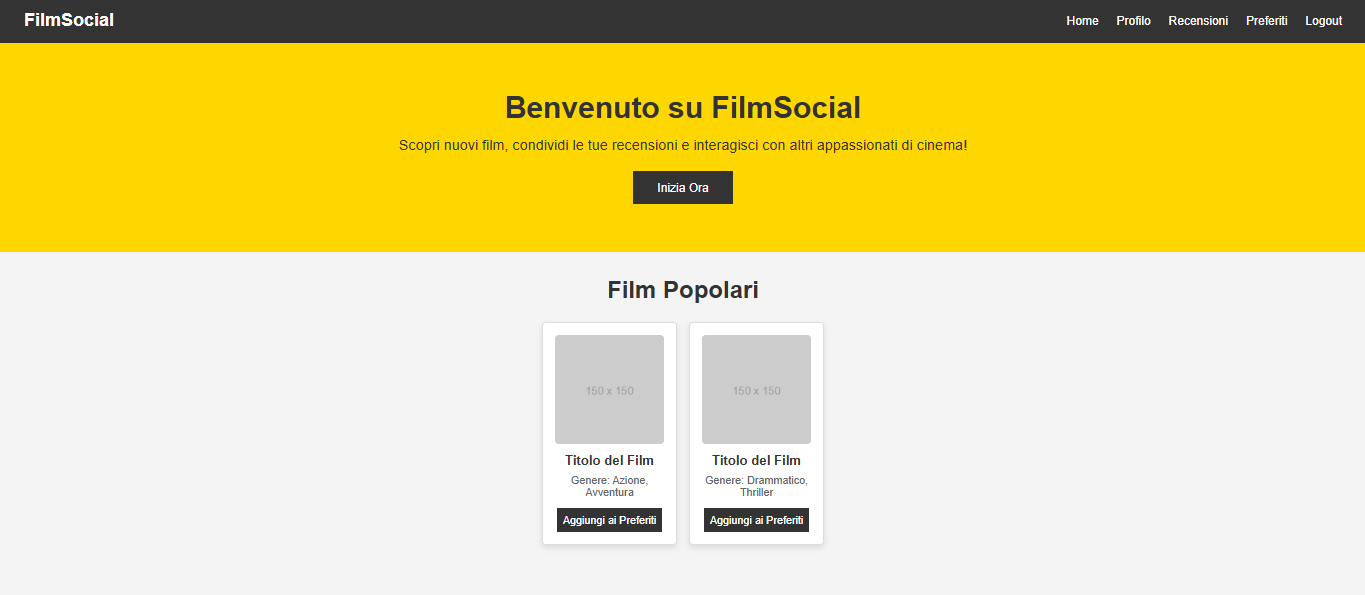 FilmSocial
Home Profilo Recensioni Preferiti Logout
Benvenuto su FilmSocial
Scopri nuovi film, condividi le tue recensioni e interagisci con altri appassionati di cinema!
Inizia Ora
Film Popolari
150 x 150
Titolo del Film
Genere: Azione,
Avventura
Aggiungi ai Preferiti
150 x 150
Titolo del Film
Genere: Drammatico,
Thriller
Aggiungi ai Preferiti